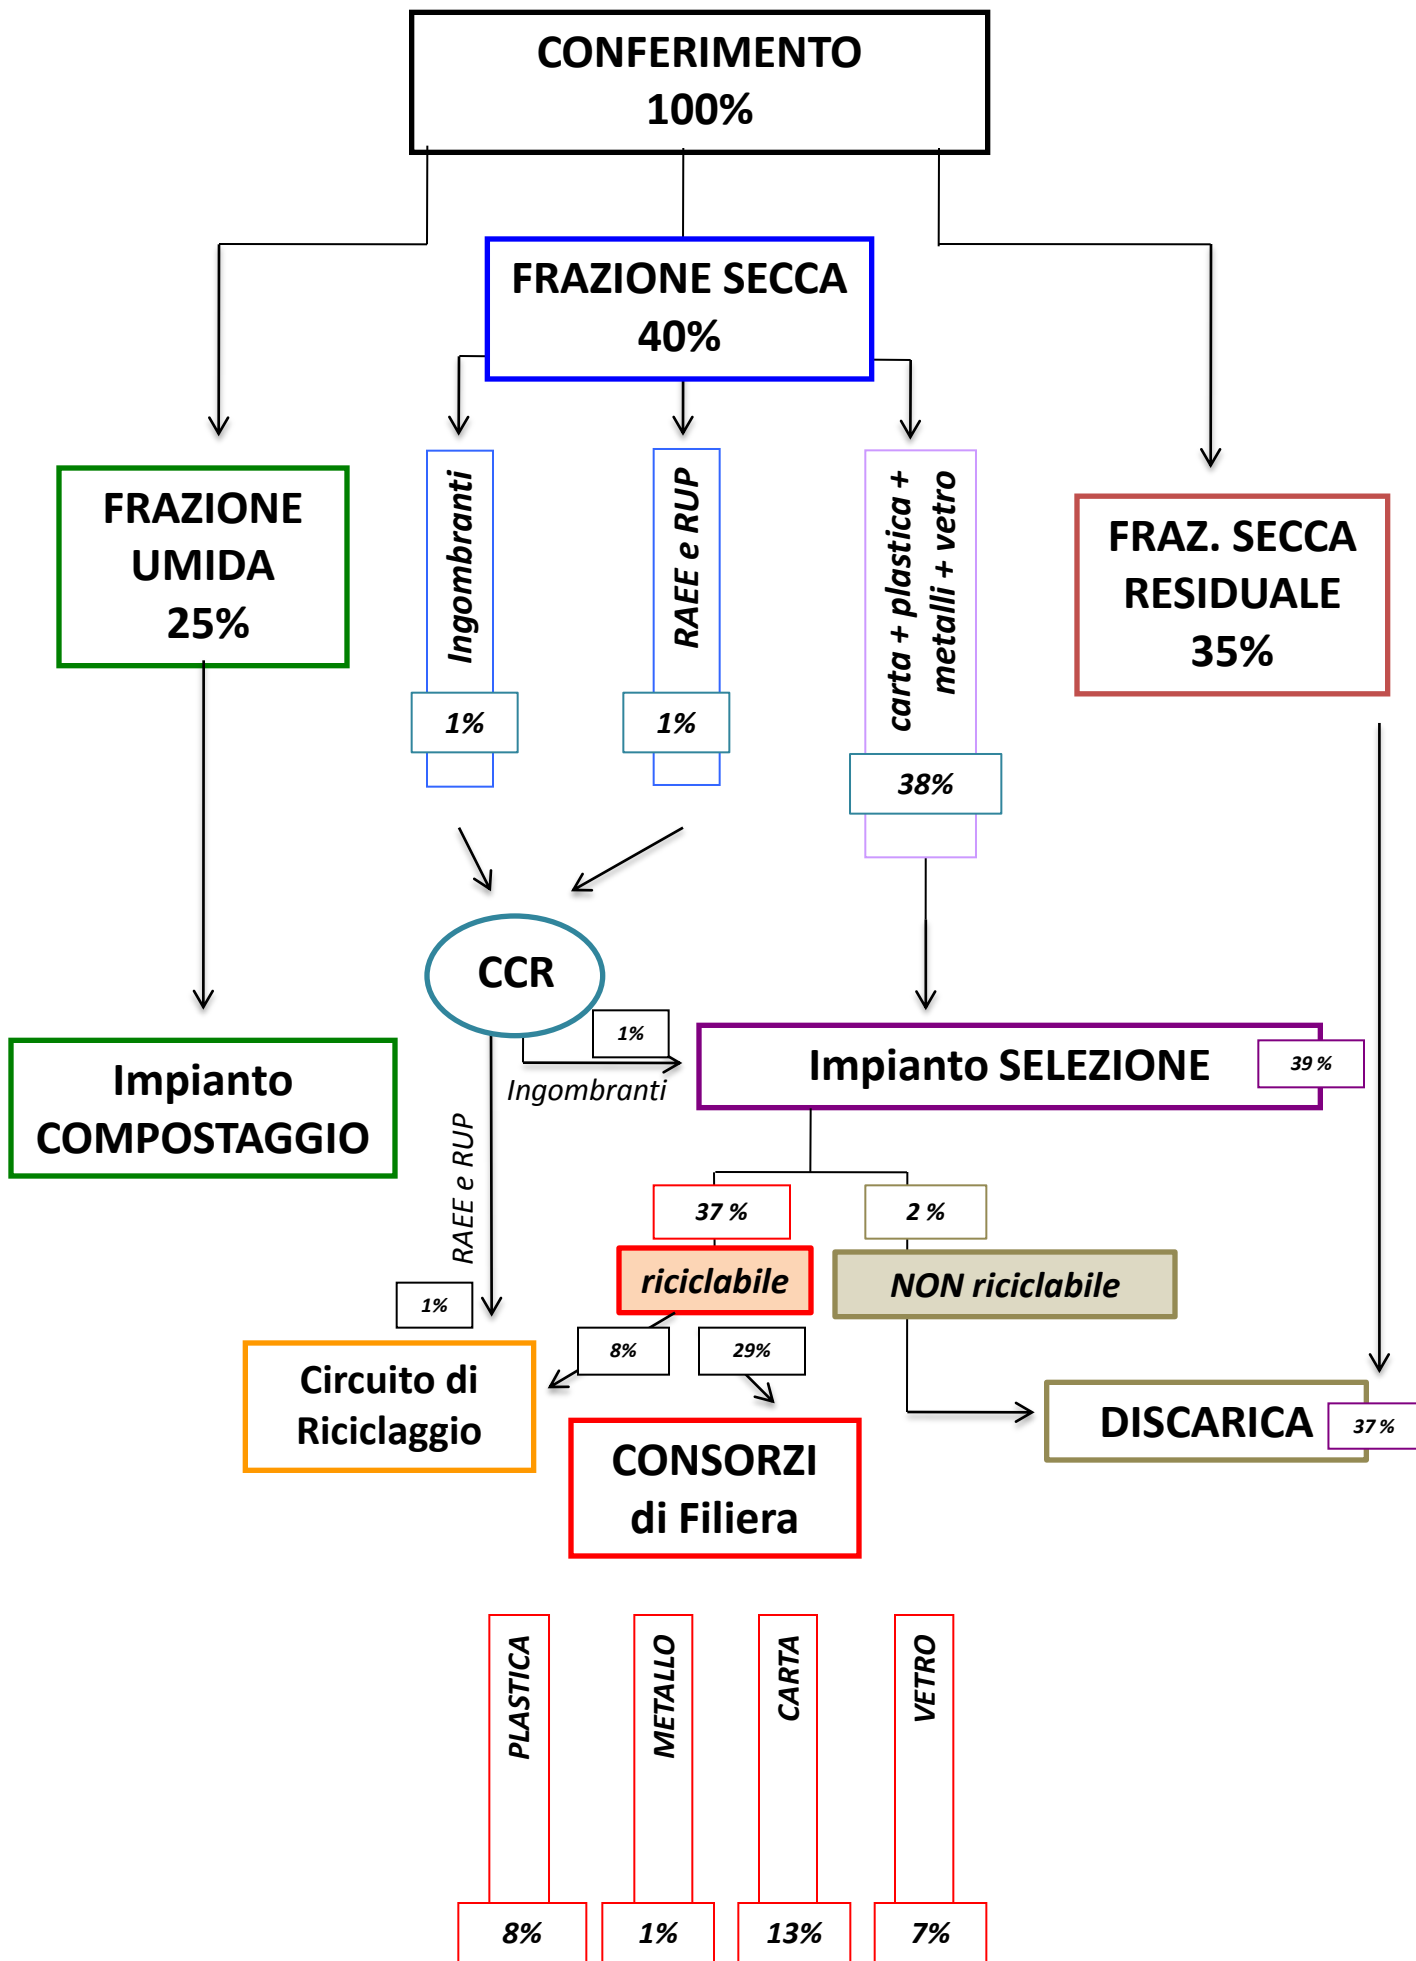 CONFERIMENTO
100%
FRAZIONE SECCA
40%
FRAZIONE
UMIDA
25%
Ingombranti
1%
RAEE e RUP
1%
carta + plastica +
metalli + vetro
38%
FRAZ. SECCA
RESIDUALE
35%
CCR
1%
Ingombranti
Impianto SELEZIONE
39 %
Impianto
COMPOSTAGGIO
RAEE e RUP
1%
37 %
2 %
riciclabile
NON riciclabile
8%
29%
Circuito di
Riciclaggio
DISCARICA
37 %
CONSORZI
di Filiera
PLASTICA
METALLO
CARTA
VETRO
8%
1%
13%
7%